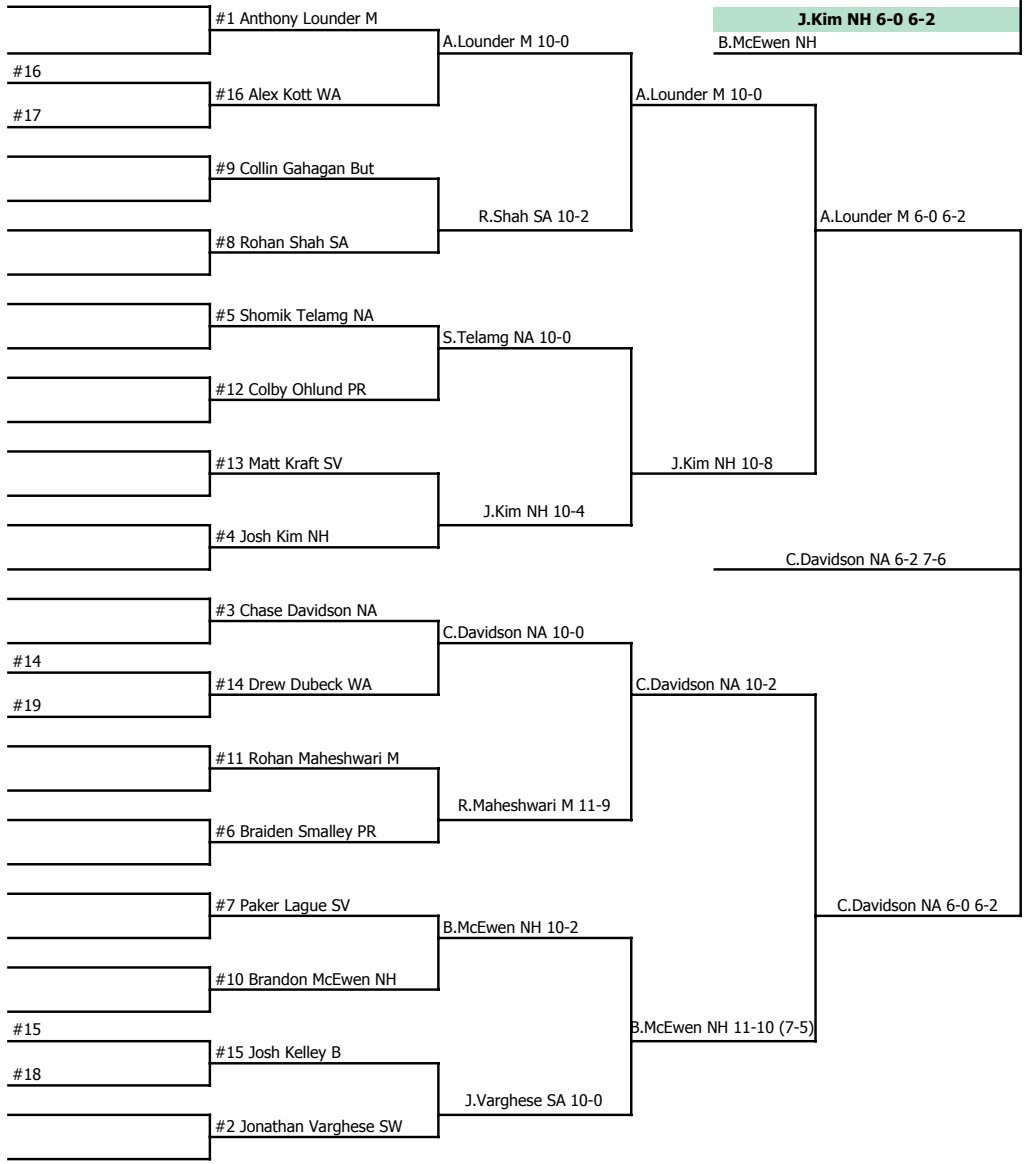 #1 Anthony Lounder M
J.Kim NH 6-0 6-2
A.Lounder M 10-0
B.McEwen NH
#16
#16 Alex Kott WA
A.Lounder M 10-0
#17
#9 Collin Gahagan But
R.Shah SA 10-2
A.Lounder M 6-0 6-2
#8 Rohan Shah SA
#5 Shomik Telamg NA
S.Telamg NA 10-0
#12 Colby Ohlund PR
#13 Matt Kraft SV
J.Kim NH 10-8
J.Kim NH 10-4
#4 Josh Kim NH
C.Davidson NA 6-2 7-6
#3 Chase Davidson NA
C.Davidson NA 10-0
#14
#14 Drew Dubeck WA
C.Davidson NA 10-2
#19
#11 Rohan Maheshwari M
R.Maheshwari M 11-9
#6 Braiden Smalley PR
#7 Paker Lague SV
C.Davidson NA 6-0 6-2
B.McEwen NH 10-2
#10 Brandon McEwen NH
#15
B.McEwen NH 11-10 (7-5)
#15 Josh Kelley B
#18
J.Varghese SA 10-0
#2 Jonathan Varghese SW